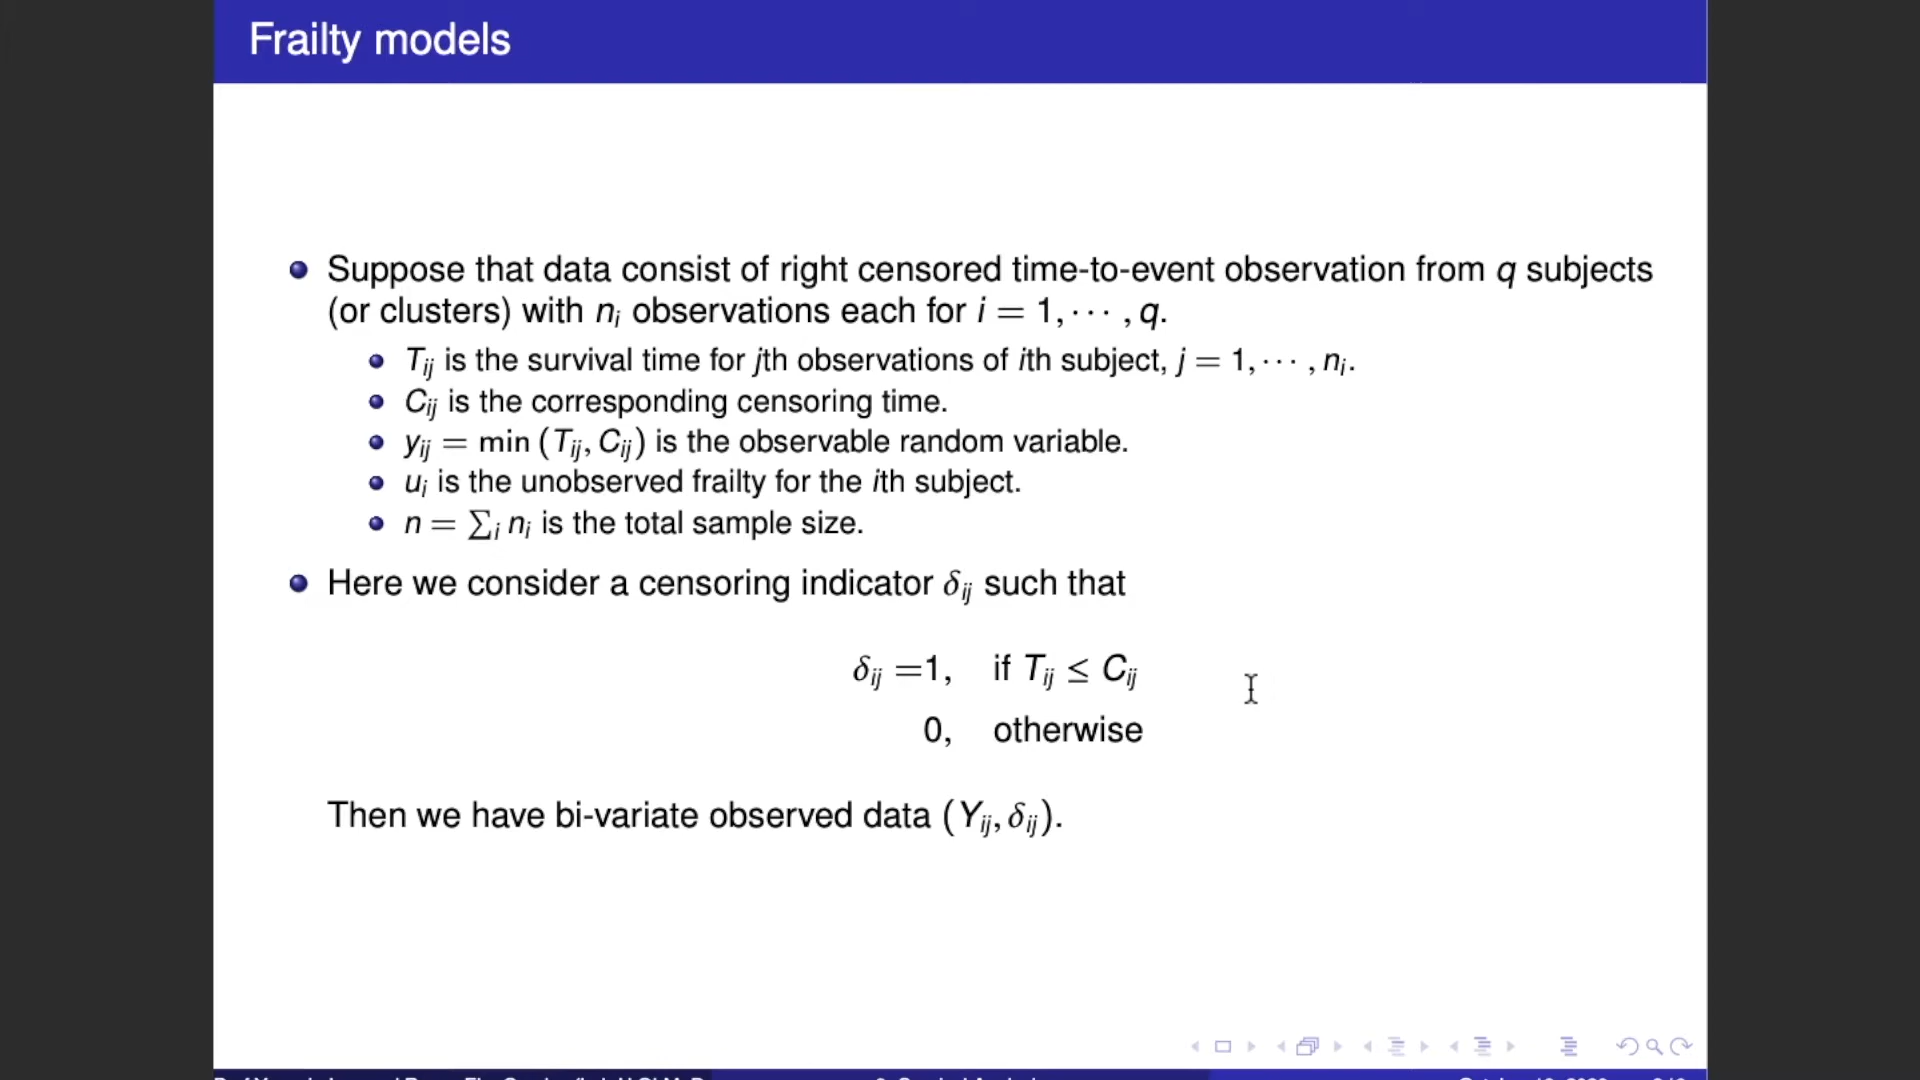 Frailty models
Suppose that data consist of right censored time-to-event observation from q subjects
(or clusters) with nᵢ observations each for i = 1, ⋯ , q.
Tᵢⱼ is the survival time for jth observations of ith subject, j = 1, ⋯ , nᵢ.
Cᵢⱼ is the corresponding censoring time.
yᵢⱼ = min (Tᵢⱼ, Cᵢⱼ) is the observable random variable.
uᵢ is the unobserved frailty for the ith subject.
n = ∑ᵢ nᵢ is the total sample size.
Here we consider a censoring indicator δᵢⱼ such that
δᵢⱼ =1, if Tᵢⱼ ≤ Cᵢⱼ
0, otherwise
Then we have bi-variate observed data (Yᵢⱼ, δᵢⱼ).